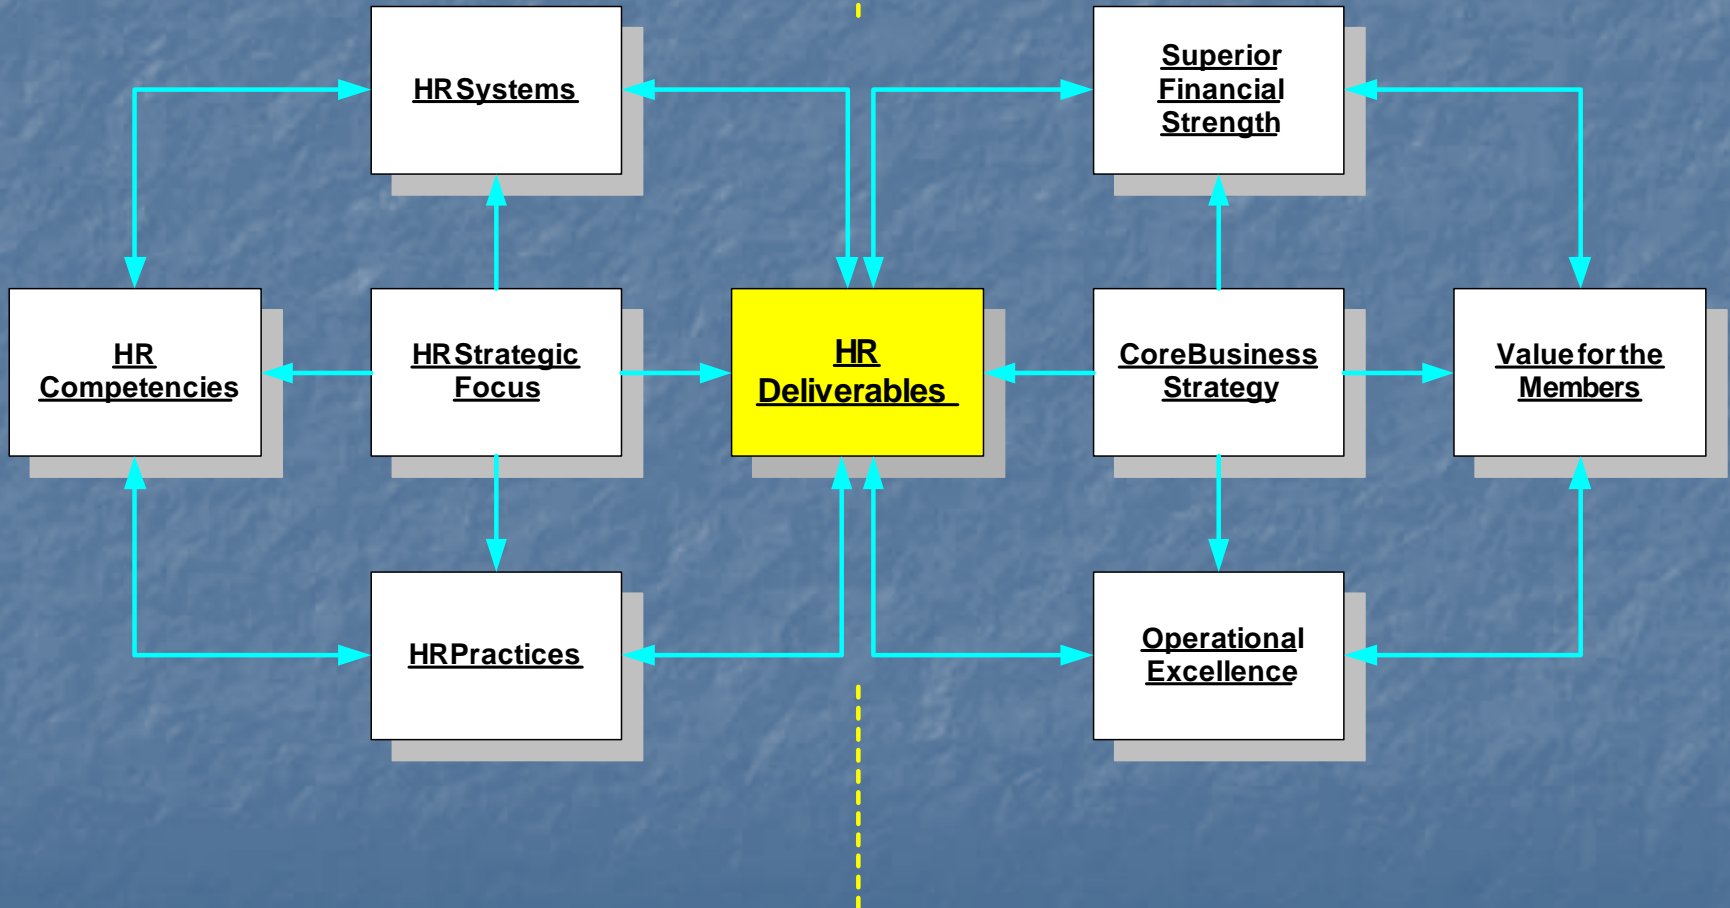 HR Systems
Superior
Financial
Strength
HR
Competencies
HR Strategic
Focus
HR
Deliverables
Core Business
Strategy
Value for the
Members
HR Practices
Operational
Excellence